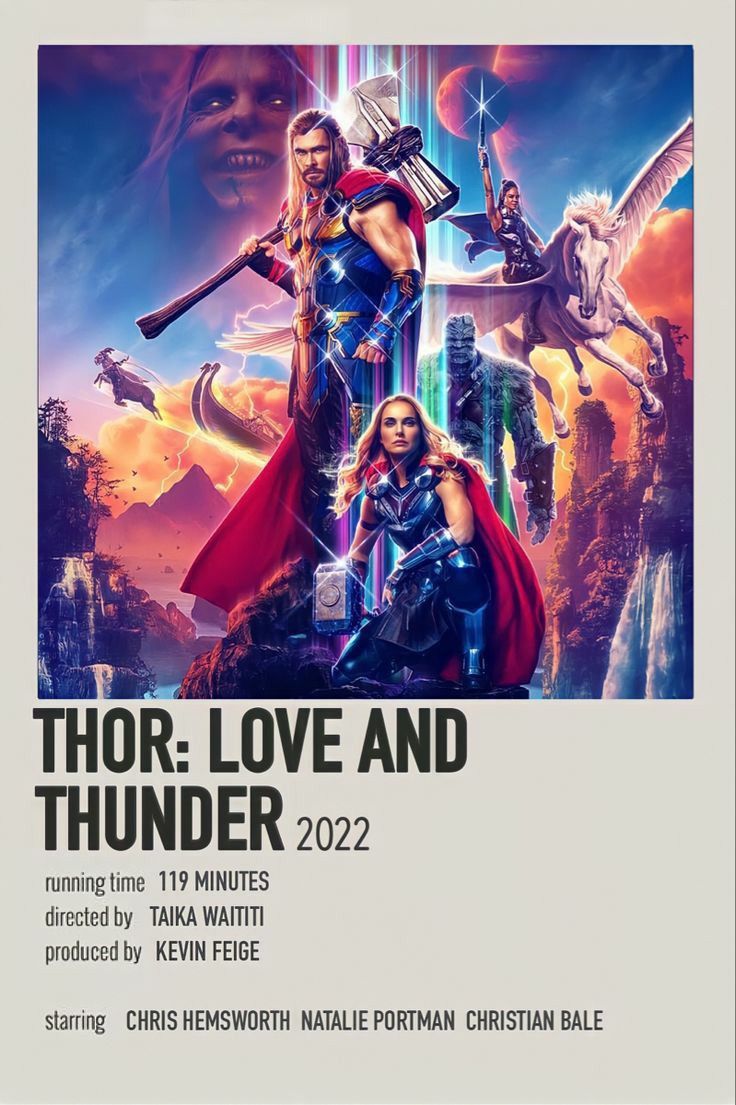 THOR: LOVE AND
THUNDER 2022
running time 119 MINUTES
directed by TAIKA WAITITI
produced by KEVIN FEIGE
starring CHRIS HEMSWORTH NATALIE PORTMAN CHRISTIAN BALE